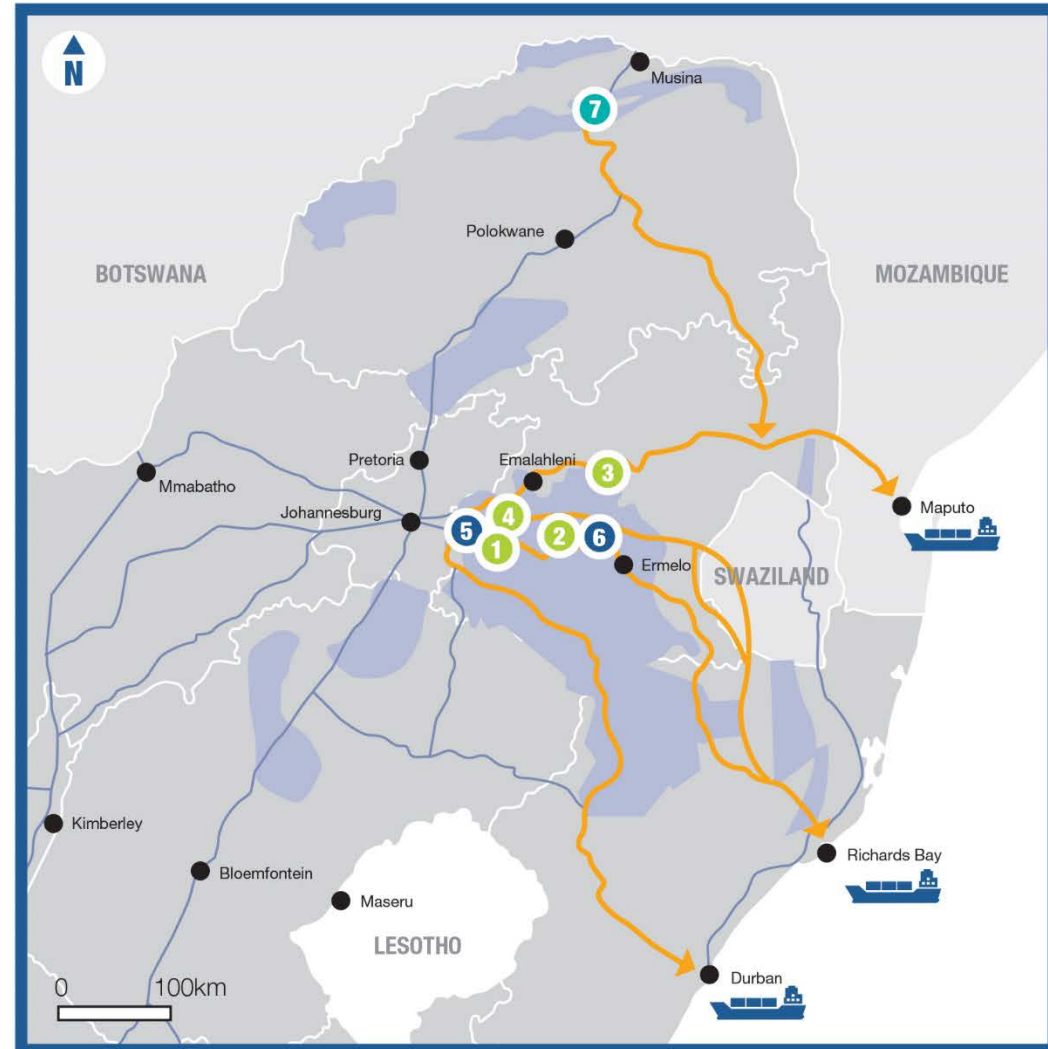 N
Musina
7
Polokwane
BOTSWANA
MOZAMBIQUE
Pretoria
Emalahleni
3
Mmabatho
Johannesburg
4
Maputo
5
2
6
1
Ermelo
SWAZILAND
Kimberley
Richards Bay
Bloemfontein
Maseru
LESOTHO
Durban
0 100km